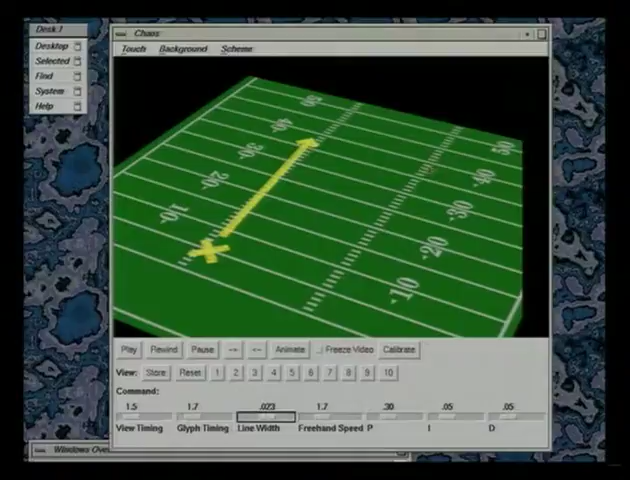 Desk 1
Desktop
Selected
Find
System
Help
Chaos
Touch Background Scheme
50
40-
30-
20-
10-
50
-40
-30
-20
-10
Play Rewind Pause → ← Animate Freeze Video Calibrate
View: Store Reset 1 2 3 4 5 6 7 8 9 10
Command:
1.5 1.7 .023 1.7 .30 .05 .05
View Timing Glyph Timing Line Width Freehand Speed P I D
Windows Over